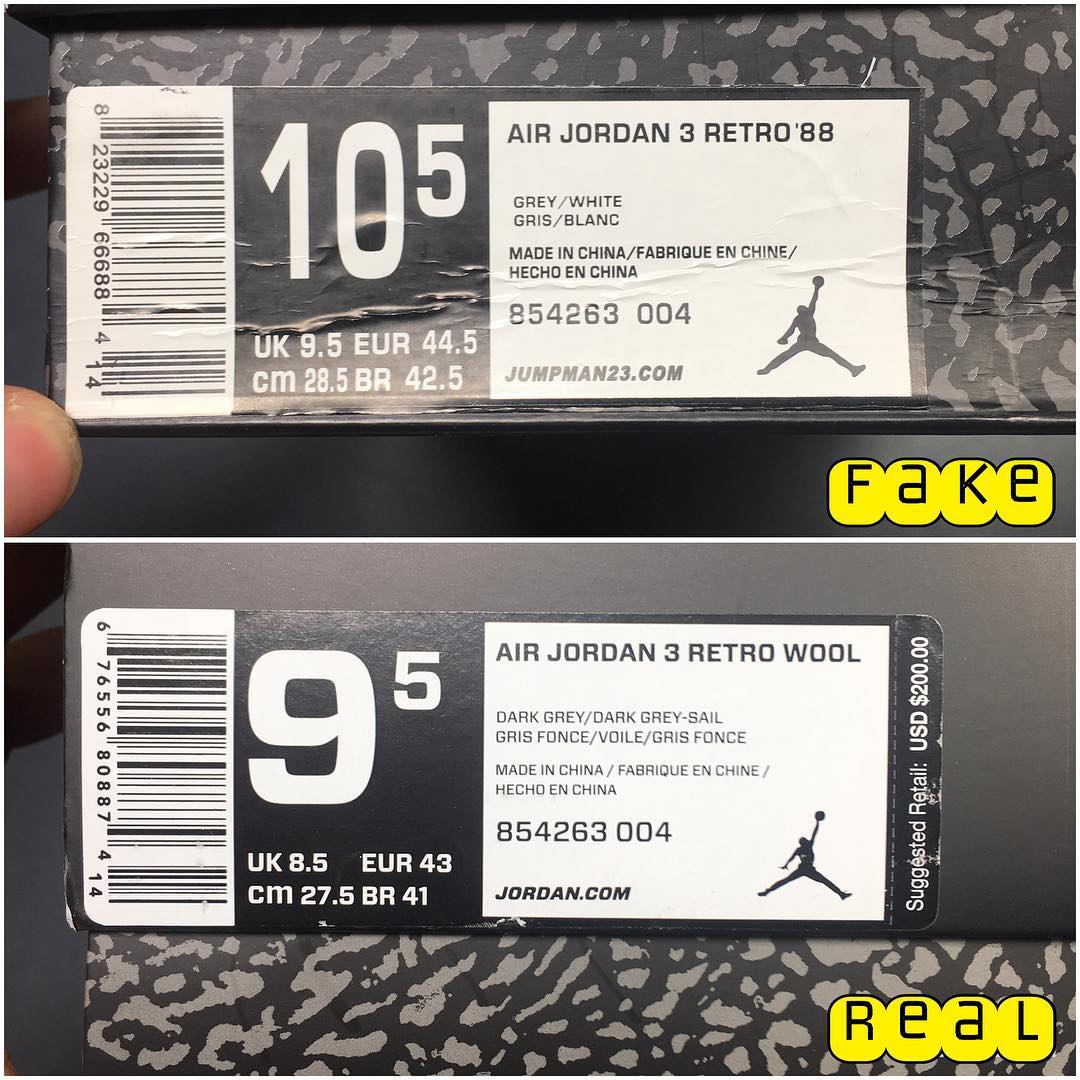 8 23229 66688 4 14
10 5
UK 9.5 EUR 44.5
cm 28.5 BR 42.5
AIR JORDAN 3 RETRO '88
GREY/WHITE
GRIS/BLANC
MADE IN CHINA/FABRIQUE EN CHINE/
HECHO EN CHINA
854263 004
JUMPMAN23.COM
Fake
6 76556 80887 4 14
9 5
UK 8.5 EUR 43
cm 27.5 BR 41
AIR JORDAN 3 RETRO WOOL
DARK GREY/DARK GREY-SAIL
GRIS FONCE/VOILE/GRIS FONCE
MADE IN CHINA / FABRIQUE EN CHINE /
HECHO EN CHINA
854263 004
JORDAN.COM
Suggested Retail: USD $200.00
ReaL